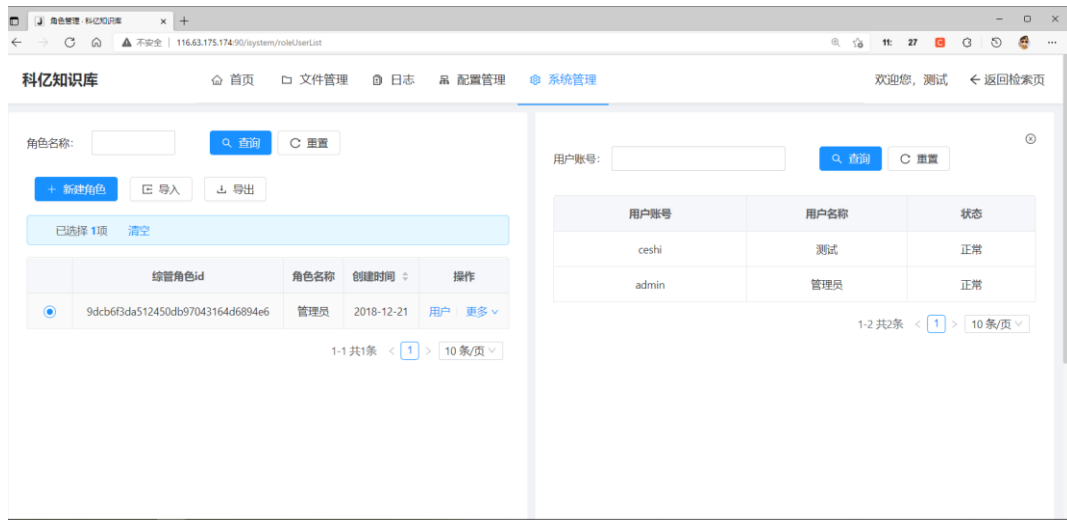 角色管理 · 科亿知识库
不安全 116.63.175.174:90/isystem/roleUserList
11: 27
科亿知识库 首页 文件管理 日志 配置管理 系统管理 欢迎您，测试 返回检索页
角色名称: 查询 重置
用户账号: 查询 重置
+ 新建角色 导入 导出
已选择 1项 清空
综管角色id 角色名称 创建时间 操作
9dcb6f3da512450db97043164d6894e6 管理员 2018-12-21 用户 更多
1-1 共1条 < 1 > 10 条/页
用户账号 用户名称 状态
ceshi 测试 正常
admin 管理员 正常
1-2 共2条 < 1 > 10 条/页